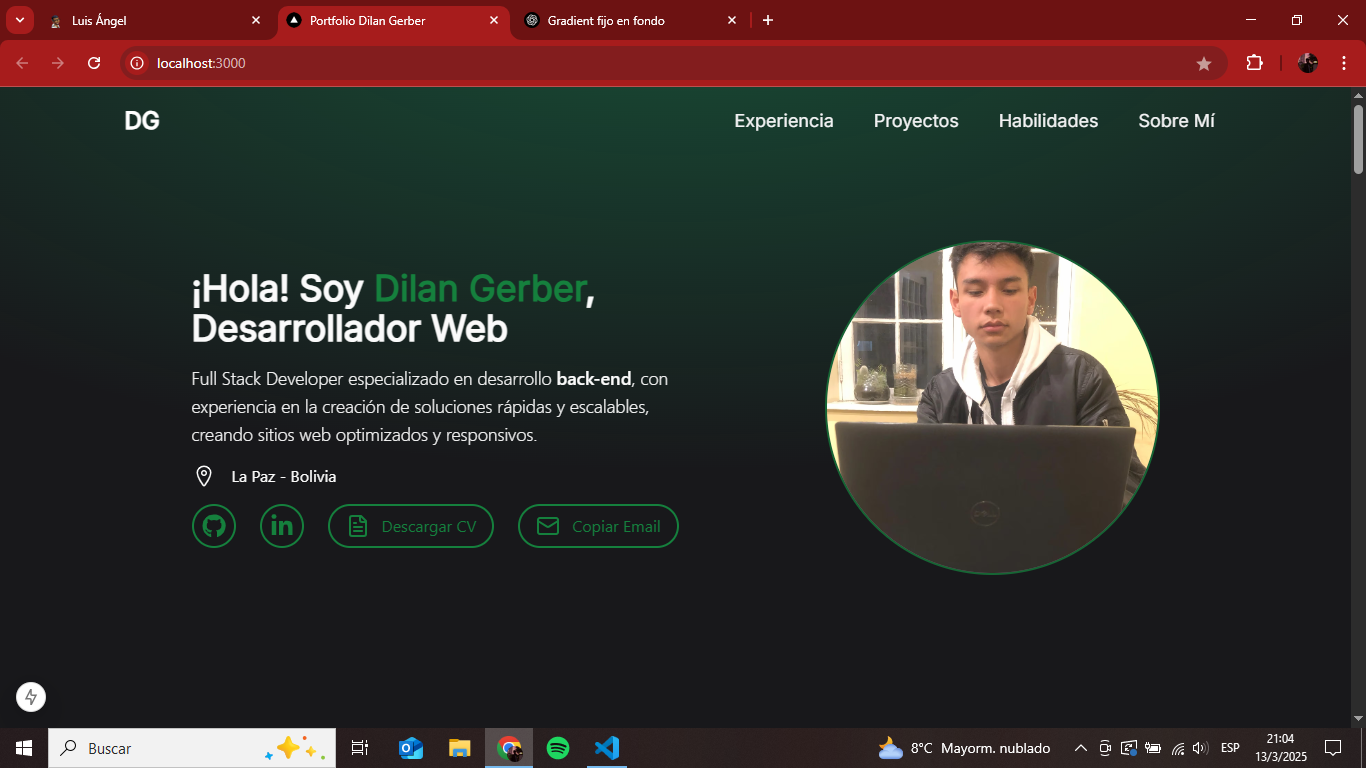 Luis Ángel
Portfolio Dilan Gerber
Gradient fijo en fondo
localhost:3000
DG
Experiencia
Proyectos
Habilidades
Sobre Mí
¡Hola! Soy Dilan Gerber,
Desarrollador Web
Full Stack Developer especializado en desarrollo back-end, con
experiencia en la creación de soluciones rápidas y escalables,
creando sitios web optimizados y responsivos.
La Paz - Bolivia
in
Descargar CV
Copiar Email
DELL
Buscar
8°C Mayorm. nublado
ESP
21:04
13/3/2025